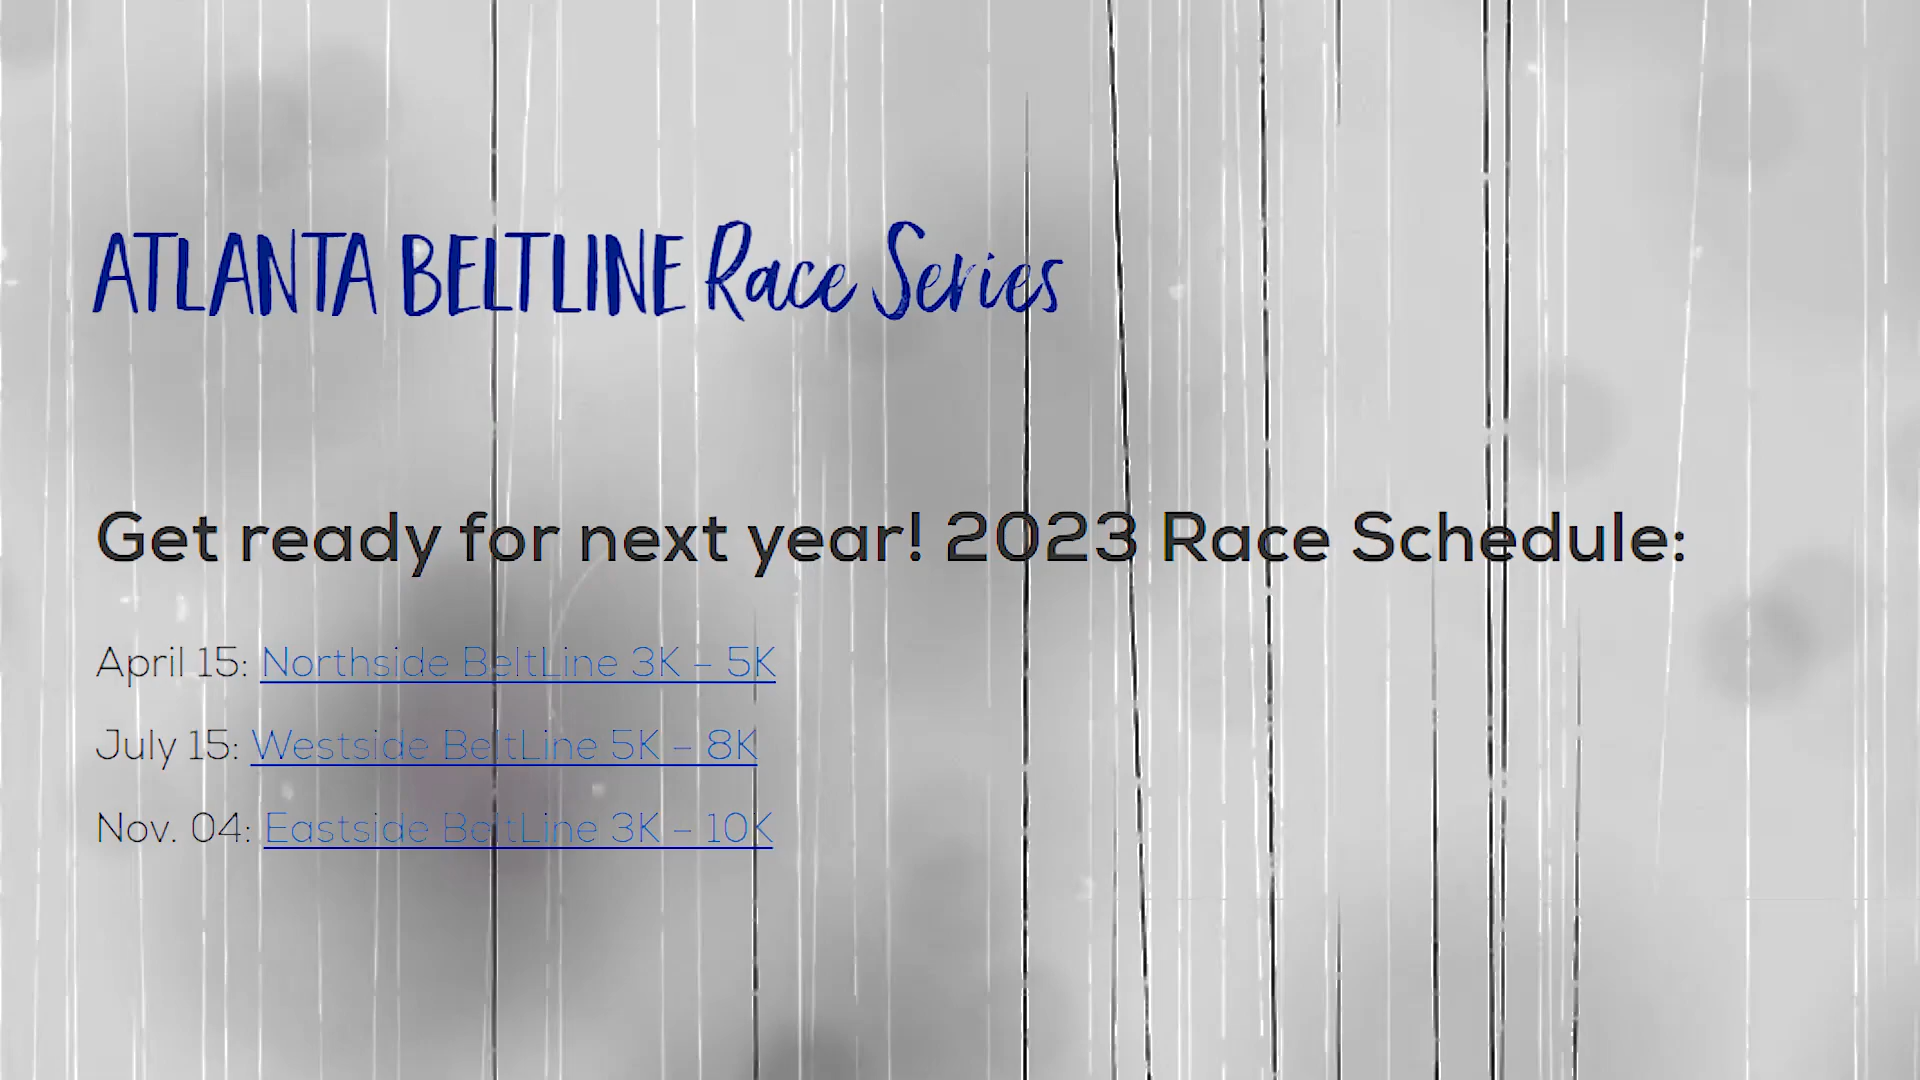 ATLANTA BELTLINE Race Series
Get ready for next year! 2023 Race Schedule:
April 15: Northside BeltLine 3K – 5K
July 15: Westside BeltLine 5K – 8K
Nov. 04: Eastside BeltLine 3K – 10K